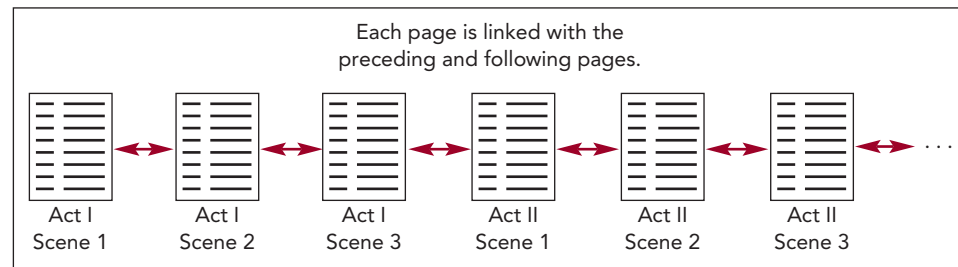 Each page is linked with the
preceding and following pages.
. . .
Act I
Scene 1
Act I
Scene 2
Act I
Scene 3
Act II
Scene 1
Act II
Scene 2
Act II
Scene 3